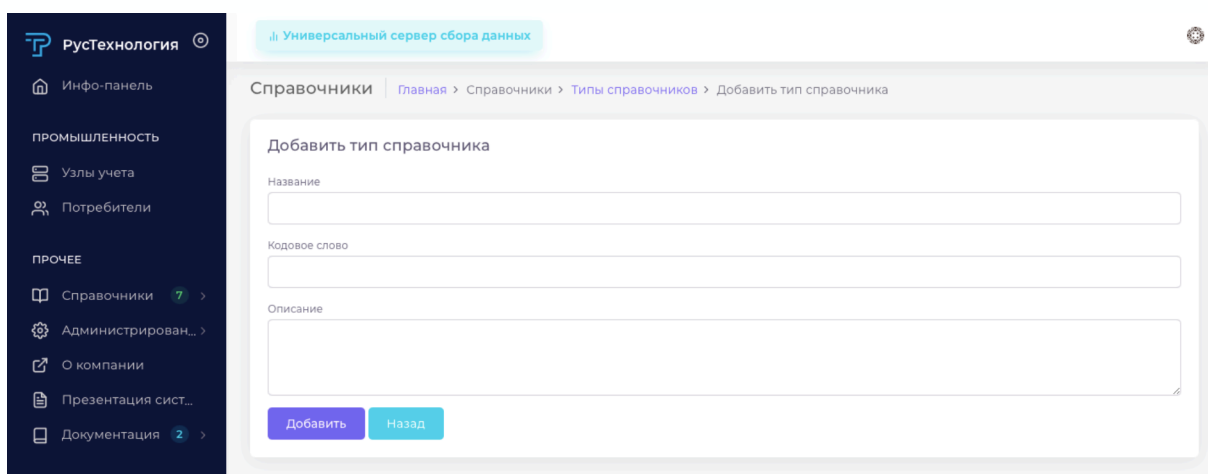 РусТехнология
Универсальный сервер сбора данных
Инфо-панель
ПРОМЫШЛЕННОСТЬ
Узлы учета
Потребители
ПРОЧЕЕ
Справочники 7 >
Администрирован... >
О компании
Презентация сист...
Документация 2 >
Справочники Главная > Справочники > Типы справочников > Добавить тип справочника
Добавить тип справочника
Название
Кодовое слово
Описание
Добавить Назад